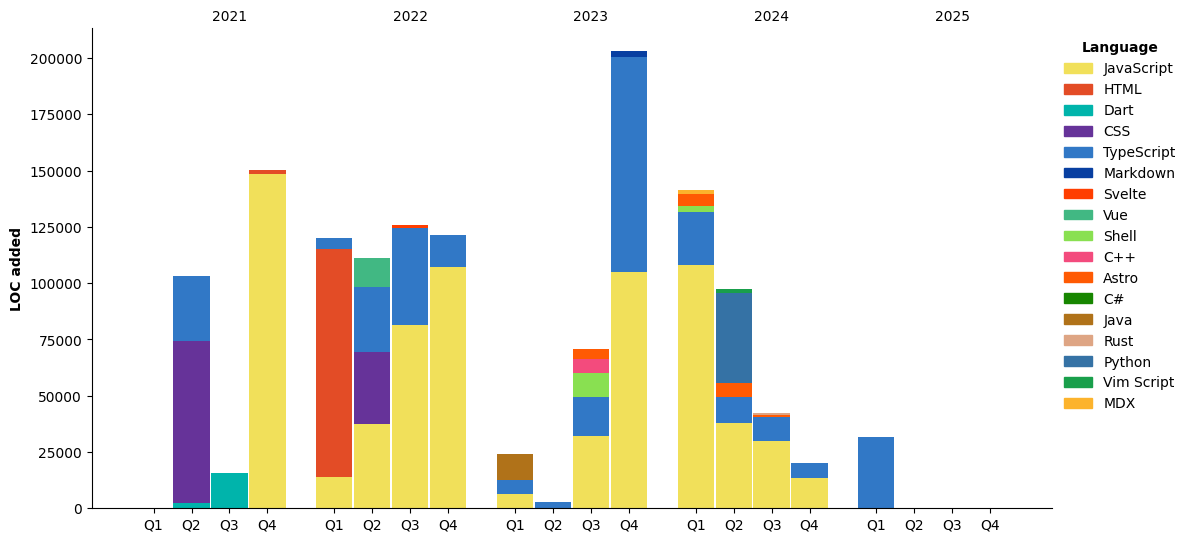 2021 2022 2023 2024 2025
LOC added
200000
175000
150000
125000
100000
75000
50000
25000
0
Q1 Q2 Q3 Q4 Q1 Q2 Q3 Q4 Q1 Q2 Q3 Q4 Q1 Q2 Q3 Q4 Q1 Q2 Q3 Q4
Language
JavaScript
HTML
Dart
CSS
TypeScript
Markdown
Svelte
Vue
Shell
C++
Astro
C#
Java
Rust
Python
Vim Script
MDX